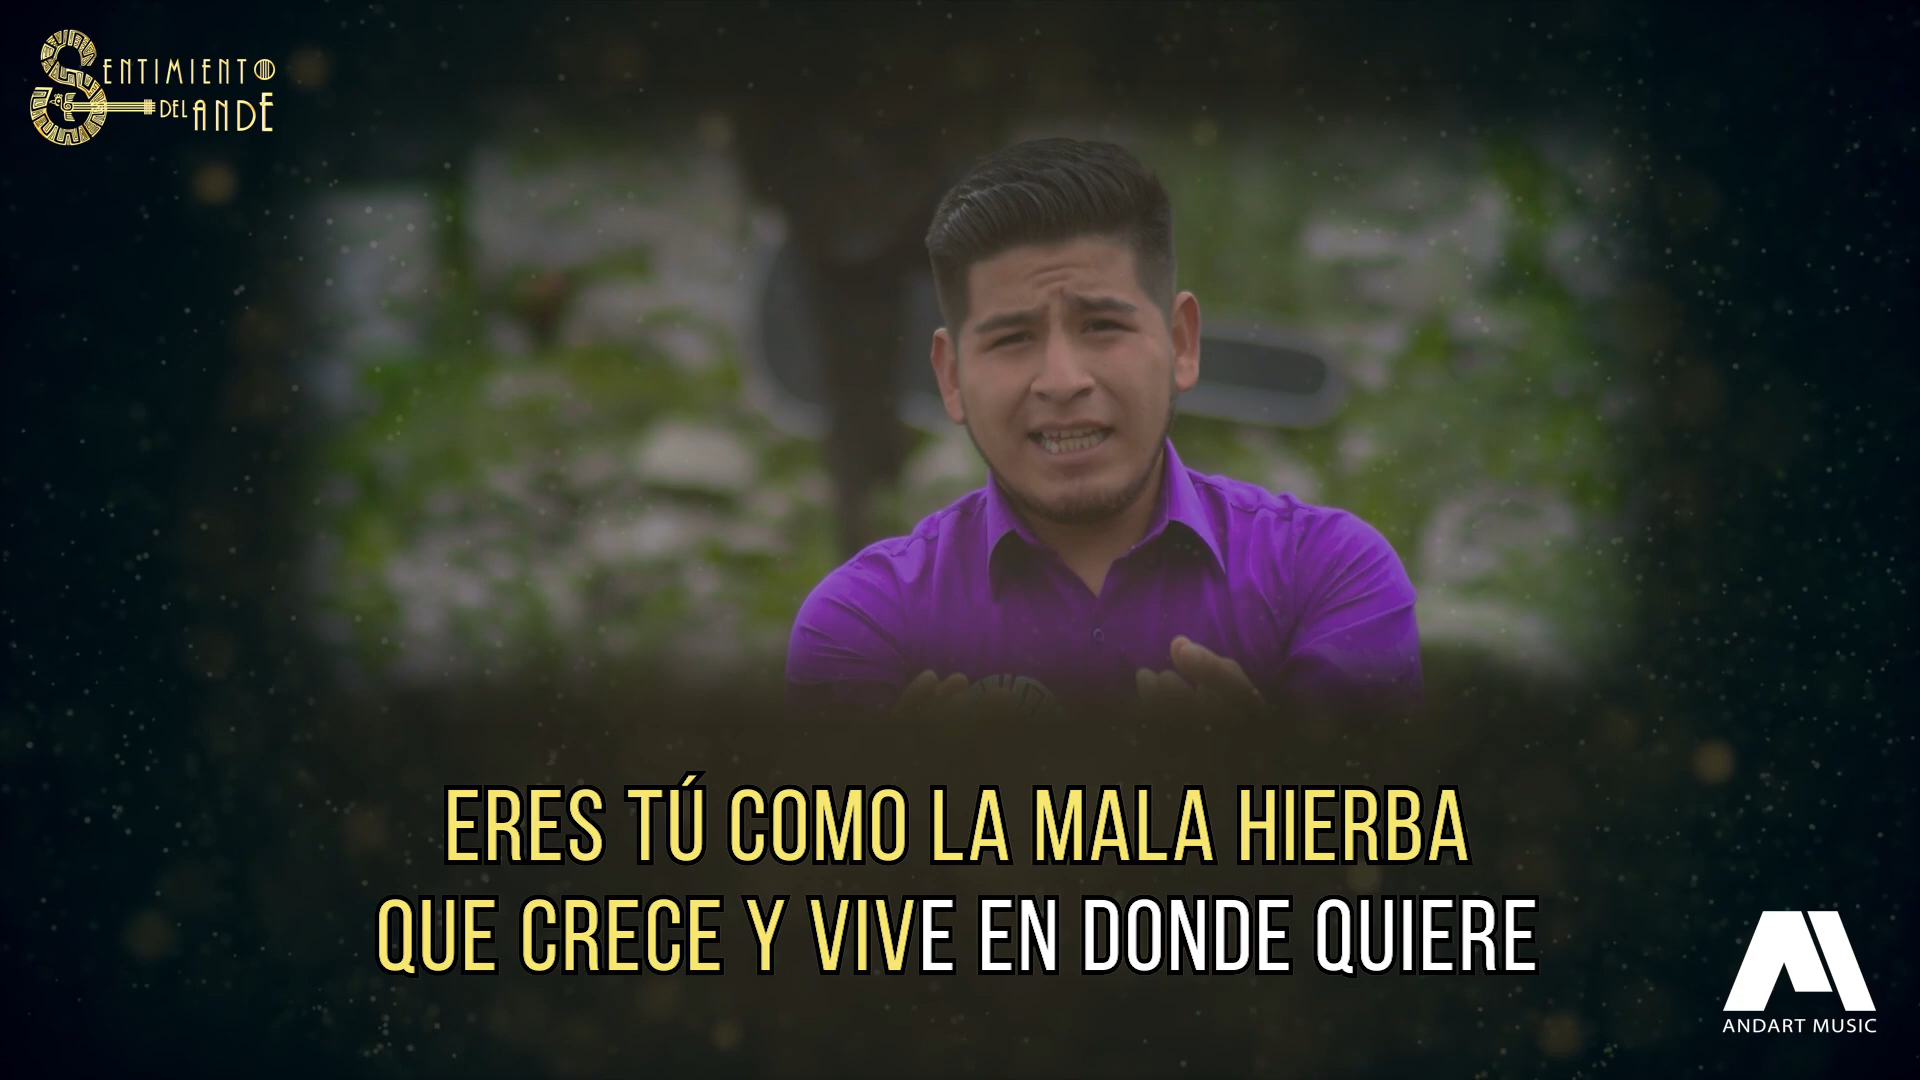 SENTIMIENTO
DEL ANDE
ERES TÚ COMO LA MALA HIERBA
QUE CRECE Y VIVE EN DONDE QUIERE
ANDART MUSIC